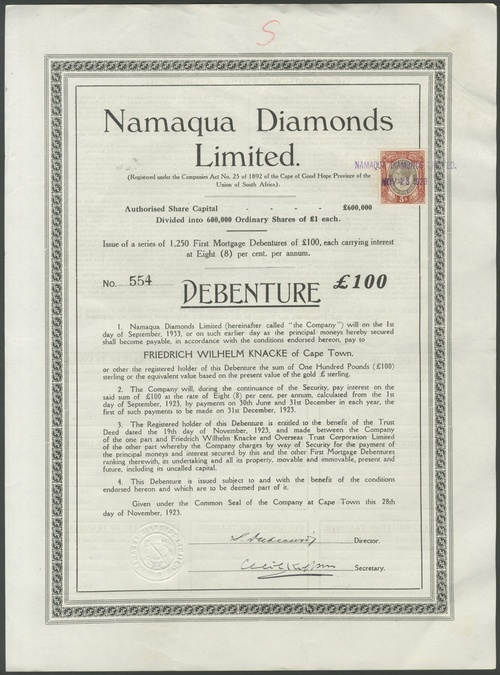 S
Namaqua Diamonds
Limited.
(Registered under the Companies Act No. 25 of 1892 of the Cape of Good Hope Province of the
Union of South Africa).
NAMAQUA DIAMONDS LIMITED.
NOV 28 1923
Authorised Share Capital - - - - £600,000
Divided into 600,000 Ordinary Shares of £1 each.
Issue of a series of 1,250 First Mortgage Debentures of £100, each carrying interest
at Eight (8) per cent. per annum.
No. 554
DEBENTURE £100
1. Namaqua Diamonds Limited (hereinafter called "the Company") will on the 1st
day of September, 1933, or on such earlier day as the principal moneys hereby secured
shall become payable, in accordance with the conditions endorsed hereon, pay to
FRIEDRICH WILHELM KNACKE of Cape Town,
or other the registered holder of this Debenture the sum of One Hundred Pounds (£100)
sterling or the equivalent value based on the present value of the gold £ sterling.
2. The Company will, during the continuance of the Security, pay interest on the
said sum of £100 at the rate of Eight (8) per cent. per annum, calculated from the 1st
day of September, 1923, by payments on 30th June and 31st December in each year, the
first of such payments to be made on 31st December, 1923.
3. The Registered holder of this Debenture is entitled to the benefit of the Trust
Deed dated the 19th day of November, 1923, and made between the Company
of the one part and Friedrich Wilhelm Knacke and Overseas Trust Corporation Limited
of the other part whereby the Company charges by way of Security for the payment of
the principal moneys and interest secured by this and the other First Mortgage Debentures
ranking therewith, its undertaking and all its property, movable and immovable, present and
future, including its uncalled capital.
4. This Debenture is issued subject to and with the benefit of the conditions
endorsed hereon and which are to be deemed part of it.
Given under the Common Seal of the Company at Cape Town this 28th
day of November, 1923.
Director.
Secretary.